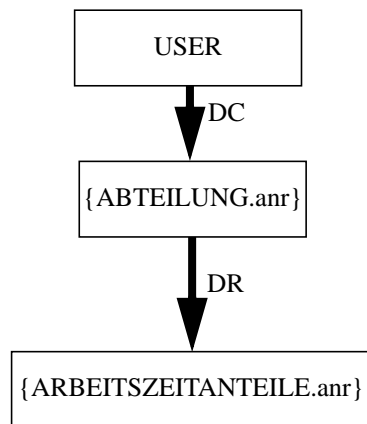 USER
DC
{ABTEILUNG.anr}
DR
{ARBEITSZEITANTEILE.anr}